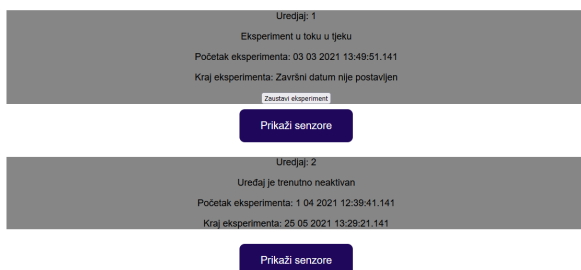 Uredjaj: 1
Eksperiment u toku u tjeku
Početak eksperimenta: 03 03 2021 13:49:51.141
Kraj eksperimenta: Završni datum nije postavljen
Zaustavi eksperiment
Prikaži senzore
Uredjaj: 2
Uređaj je trenutno neaktivan
Početak eksperimenta: 1 04 2021 12:39:41.141
Kraj eksperimenta: 25 05 2021 13:29:21.141
Prikaži senzore